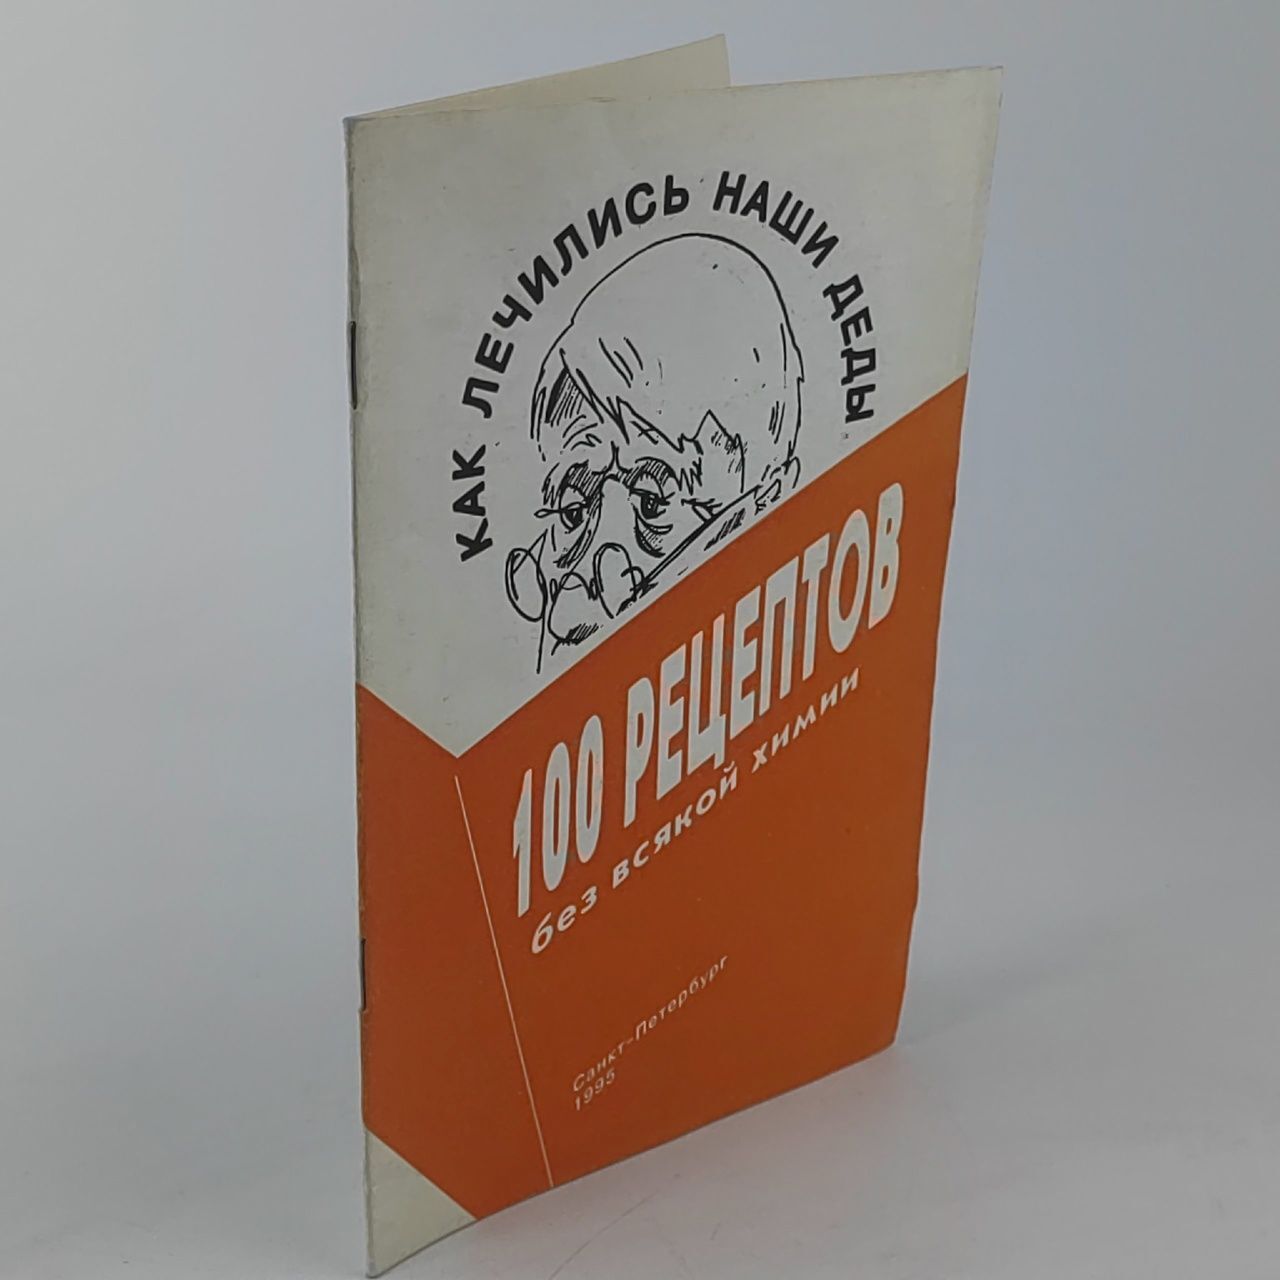 КАК ЛЕЧИЛИСЬ НАШИ ДЕДЫ
100 РЕЦЕПТОВ
без всякой химии
Санкт-Петербург
1995